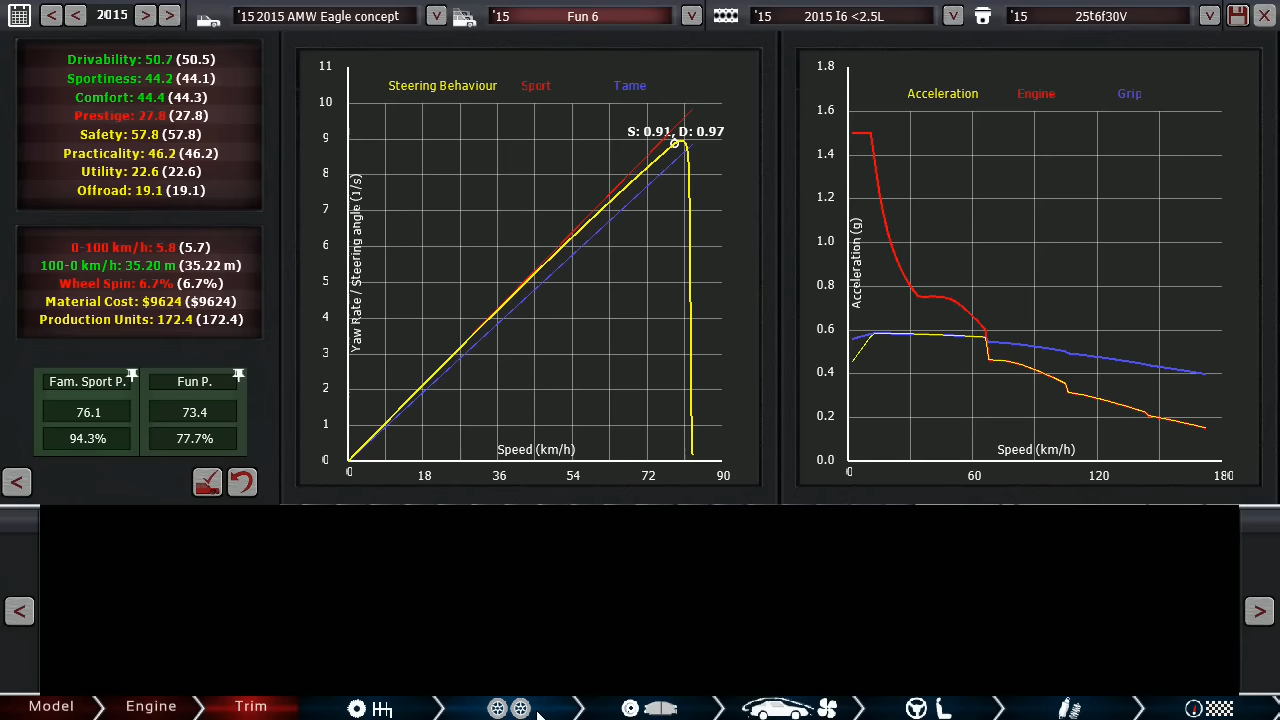 2015
'15 2015 AMW Eagle concept
'15 Fun 6
'15 2015 I6 <2.5L
'15 25t6f30V
Drivability: 50.7 (50.5)
Sportiness: 44.2 (44.1)
Comfort: 44.4 (44.3)
Prestige: 27.8 (27.8)
Safety: 57.8 (57.8)
Practicality: 46.2 (46.2)
Utility: 22.6 (22.6)
Offroad: 19.1 (19.1)
0-100 km/h: 5.8 (5.7)
100-0 km/h: 35.20 m (35.22 m)
Wheel Spin: 6.7% (6.7%)
Material Cost: $9624 ($9624)
Production Units: 172.4 (172.4)
Fam. Sport P. Fun P.
76.1 73.4
94.3% 77.7%
Steering Behaviour Sport Tame
S: 0.91, D: 0.97
11
10
9
8
7
6
5
4
3
2
1
0
Yaw Rate / Steering angle (1/S)
Speed (km/h)
0 18 36 54 72 90
Acceleration Engine Grip
1.8
1.6
1.4
1.2
1.0
0.8
0.6
0.4
0.2
0.0
Acceleration (g)
Speed (km/h)
0 60 120 180
Model Engine Trim